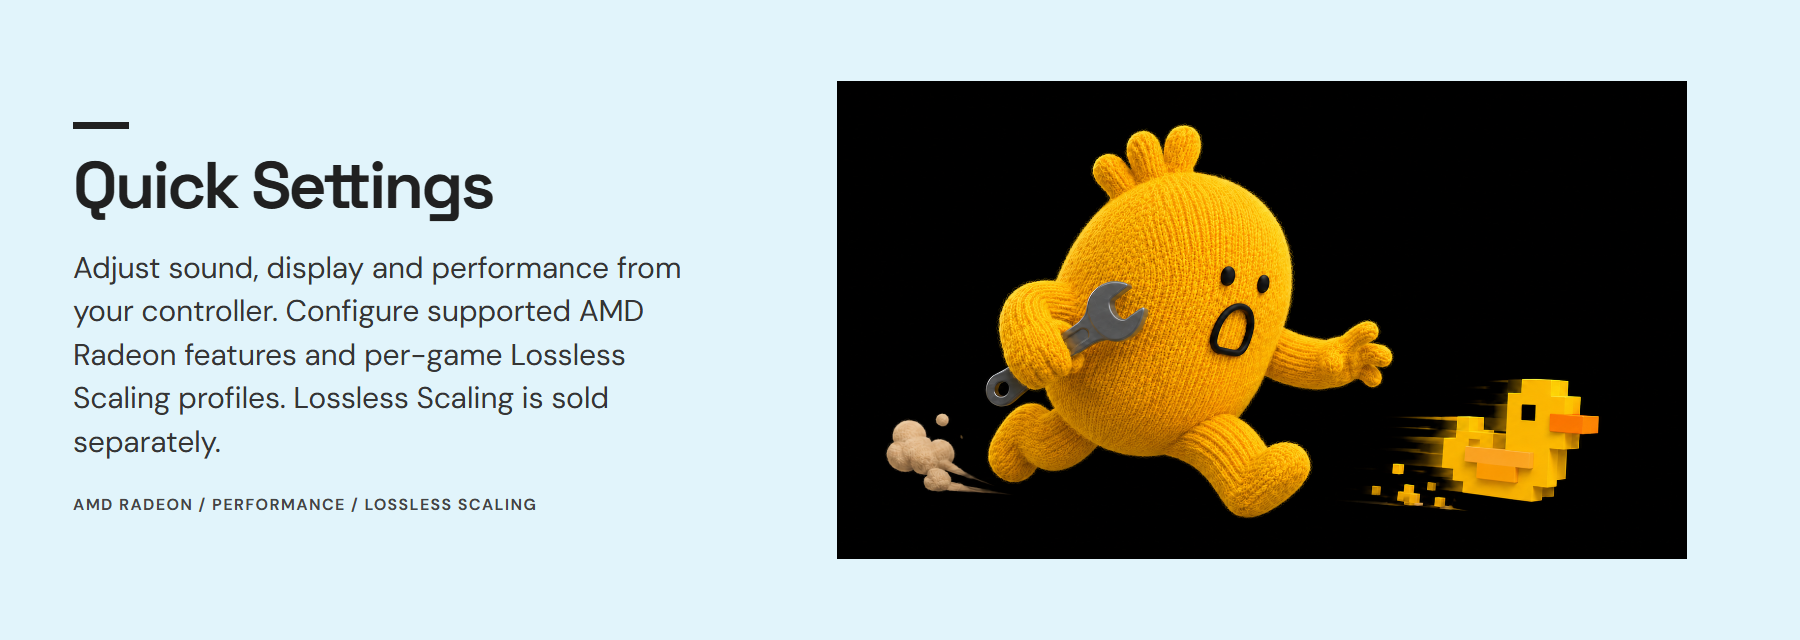 Quick Settings
Adjust sound, display and performance from
your controller. Configure supported AMD
Radeon features and per-game Lossless
Scaling profiles. Lossless Scaling is sold
separately.
AMD RADEON / PERFORMANCE / LOSSLESS SCALING